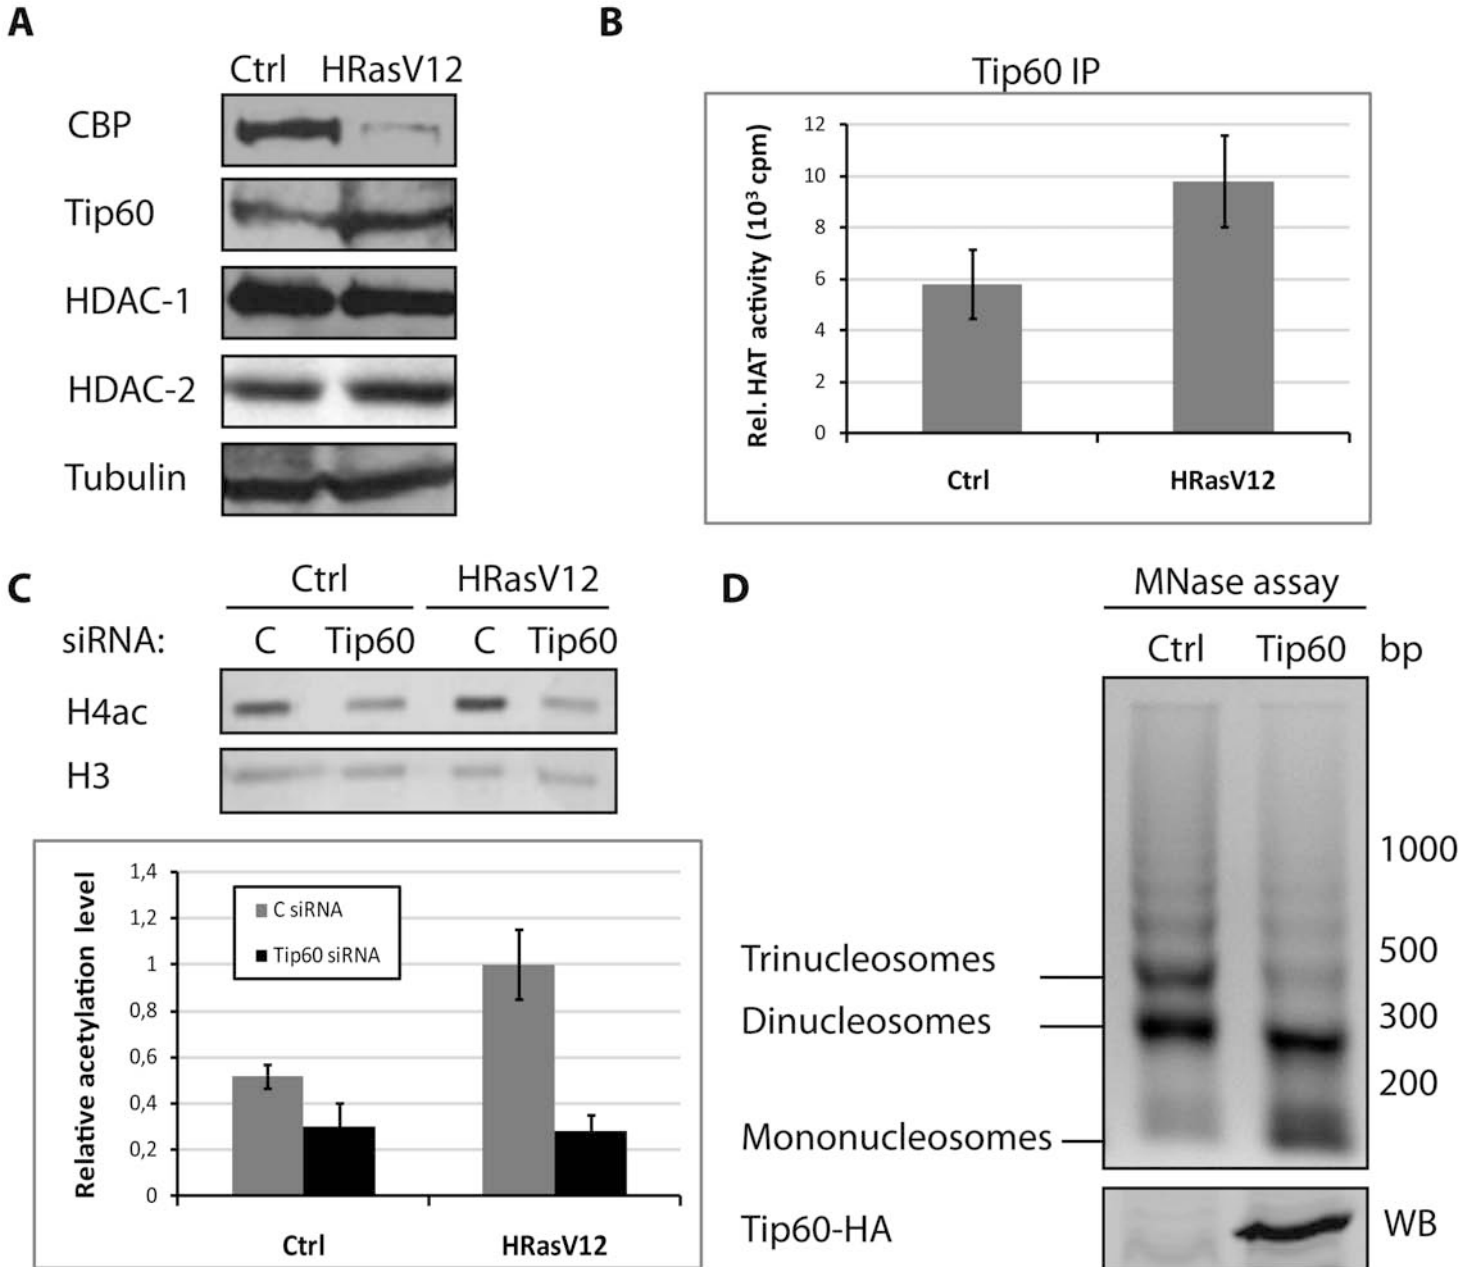 A
Ctrl HRasV12
CBP
Tip60
HDAC-1
HDAC-2
Tubulin
B
Tip60 IP
Rel. HAT activity (10³ cpm)
12
10
8
6
4
2
0
Ctrl HRasV12
C
Ctrl HRasV12
siRNA: C Tip60 C Tip60
H4ac
H3
Relative acetylation level
1,4
1,2
1
0,8
0,6
0,4
0,2
0
C siRNA
Tip60 siRNA
Ctrl HRasV12
D
MNase assay
Ctrl Tip60 bp
1000
500
Trinucleosomes
300
Dinucleosomes
200
Mononucleosomes
Tip60-HA WB